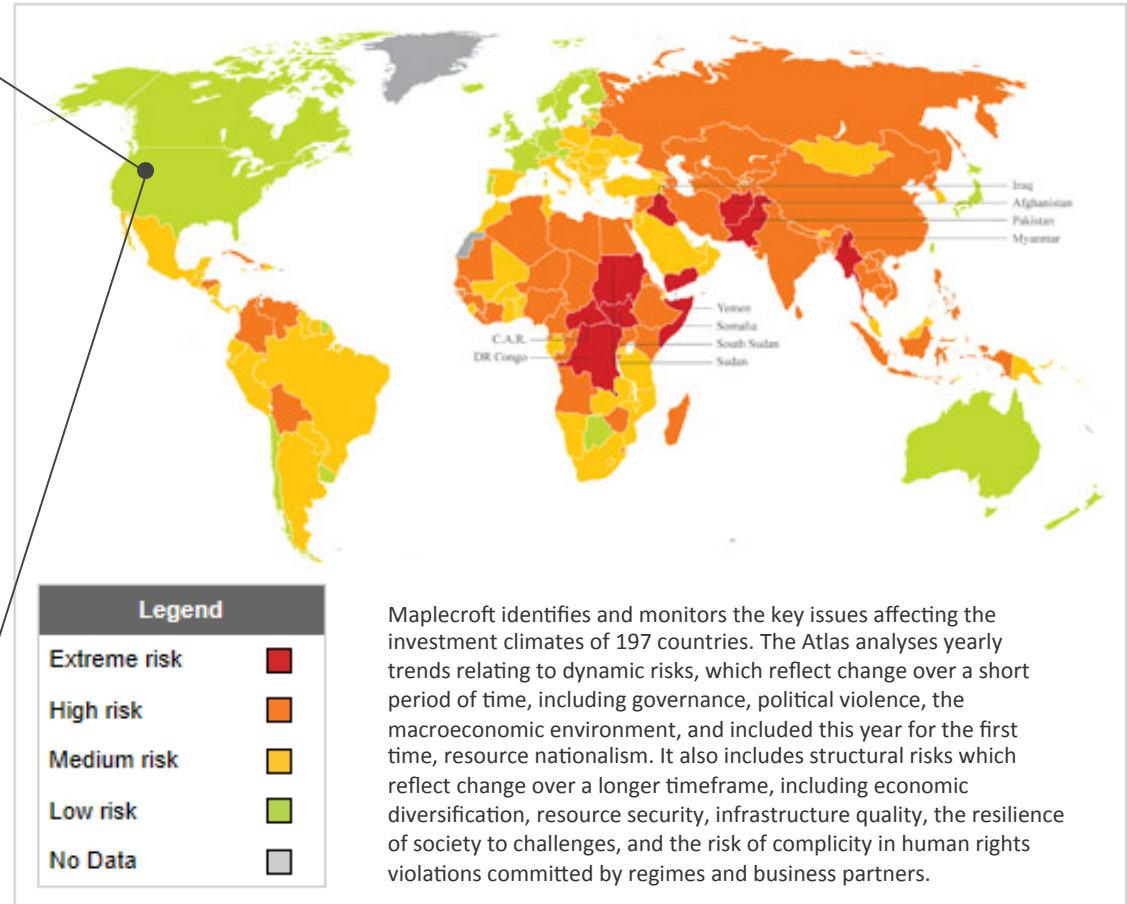 Iraq
Afghanistan
Pakistan
Myanmar
Yemen
Somalia
C.A.R.
South Sudan
DR Congo
Sudan
Legend
Extreme risk
High risk
Medium risk
Low risk
No Data
Maplecroft identifies and monitors the key issues affecting the
investment climates of 197 countries. The Atlas analyses yearly
trends relating to dynamic risks, which reflect change over a short
period of time, including governance, political violence, the
macroeconomic environment, and included this year for the first
time, resource nationalism. It also includes structural risks which
reflect change over a longer timeframe, including economic
diversification, resource security, infrastructure quality, the resilience
of society to challenges, and the risk of complicity in human rights
violations committed by regimes and business partners.